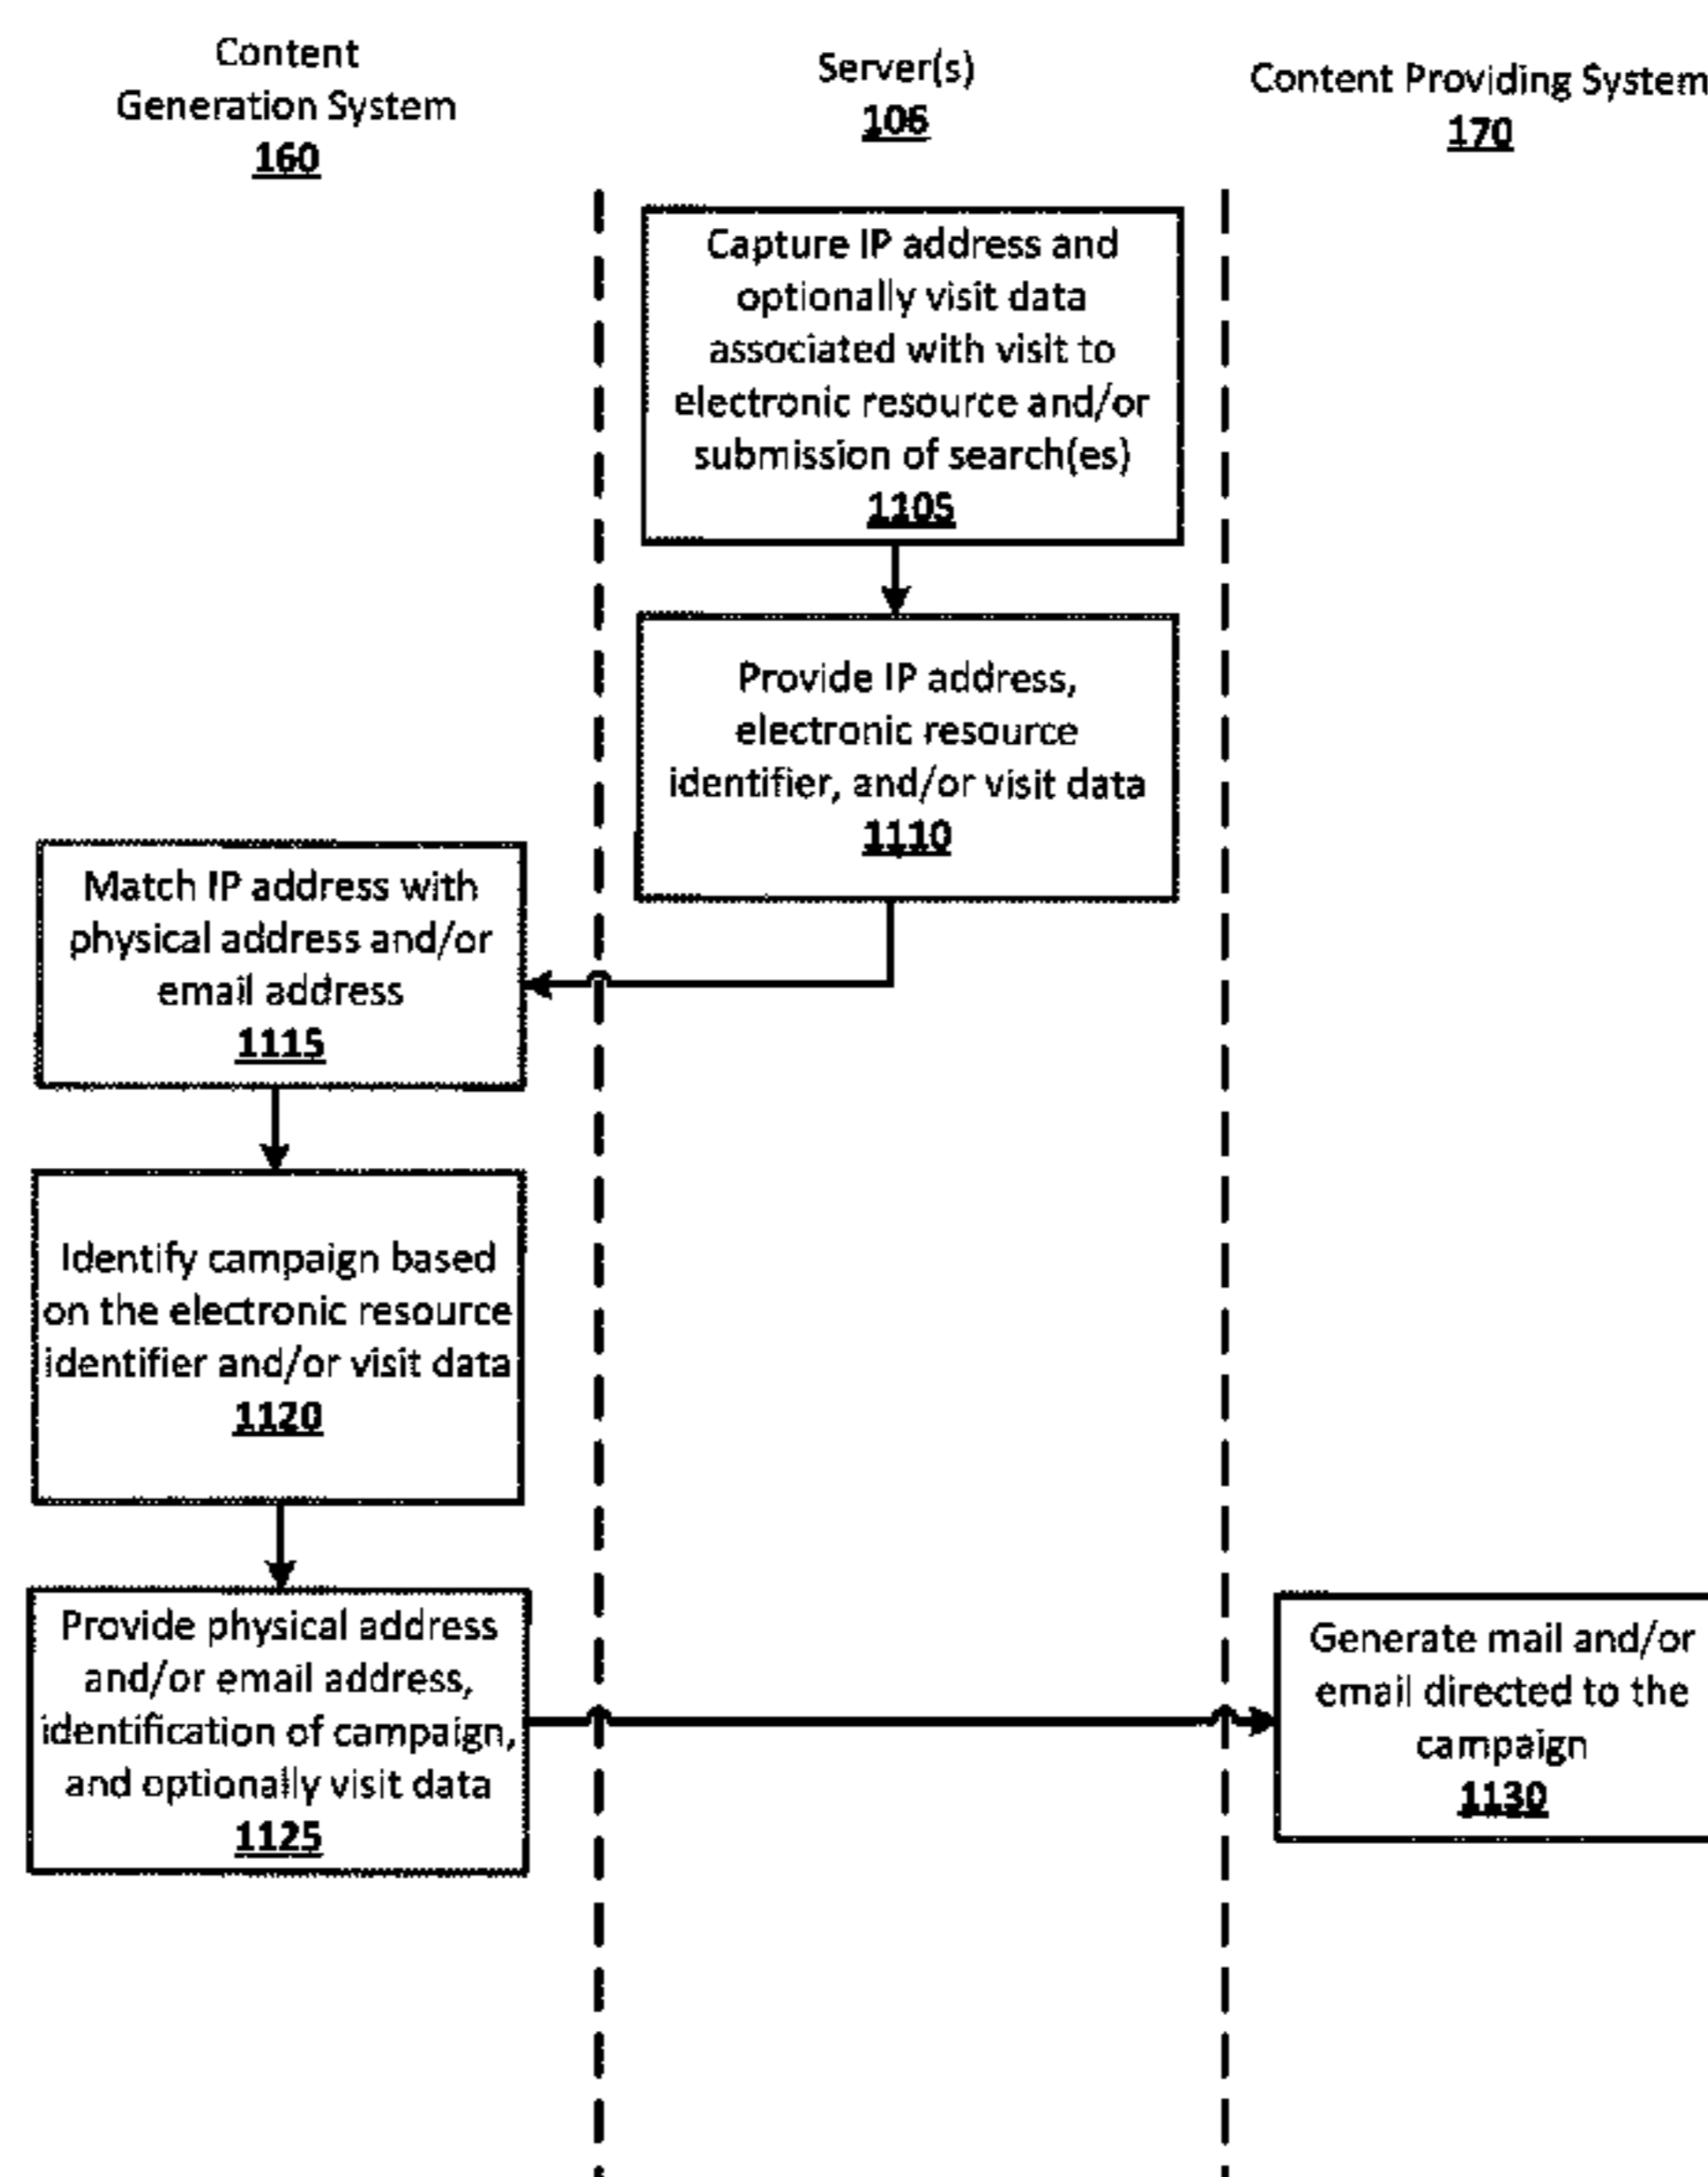 Content
Generation System
160
Server(s)
106
Content Providing System
170
Capture IP address and
optionally visit data
associated with visit to
electronic resource and/or
submission of search(es)
1105
Provide IP address,
electronic resource
identifier, and/or visit data
1110
Match IP address with
physical address and/or
email address
1115
Identify campaign based
on the electronic resource
identifier and/or visit data
1120
Provide physical address
and/or email address,
identification of campaign,
and optionally visit data
1125
Generate mail and/or
email directed to the
campaign
1130